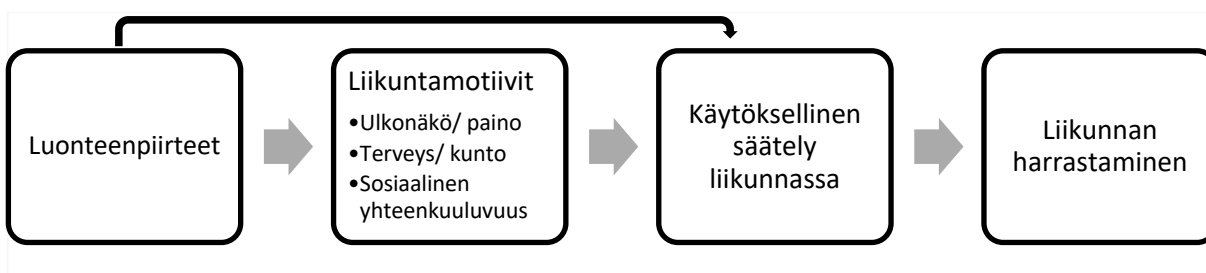 Luonteenpiirteet
Liikuntamotiivit
•Ulkonäkö/ paino
•Terveys/ kunto
•Sosiaalinen
yhteenkuuluvuus
Käytöksellinen
säätely
liikunnassa
Liikunnan
harrastaminen